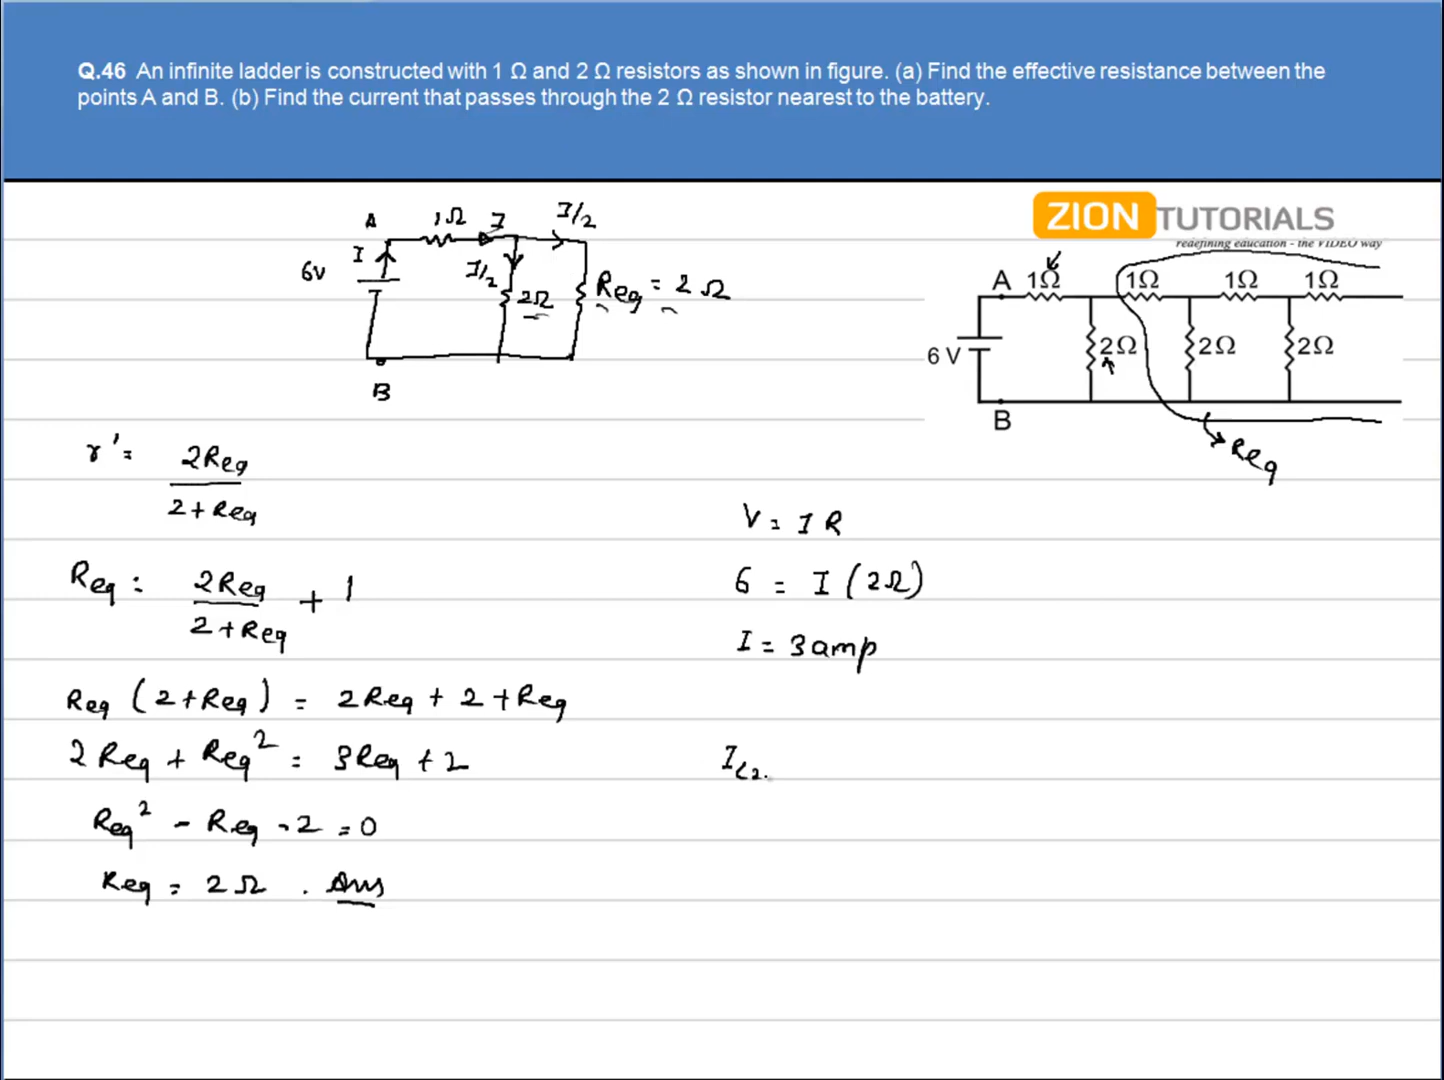 Q.46 An infinite ladder is constructed with 1 Ω and 2 Ω resistors as shown in figure. (a) Find the effective resistance between the
points A and B. (b) Find the current that passes through the 2 Ω resistor nearest to the battery.
ZION TUTORIALS
redefining education - the VIDEO way
A 1Ω I I/2
I
6v
I/2
2Ω
Req = 2 Ω
B
A 1Ω 1Ω 1Ω 1Ω
6 V 2Ω 2Ω 2Ω
B
Req
r' = 2Req
2 + Req
Req = 2Req + 1
2 + Req
Req (2 + Req) = 2Req + 2 + Req
2Req + Req² = 3Req + 2
Req² - Req - 2 = 0
Req = 2Ω . Ans
V = I R
6 = I (2Ω)
I = 3 amp
I(2.